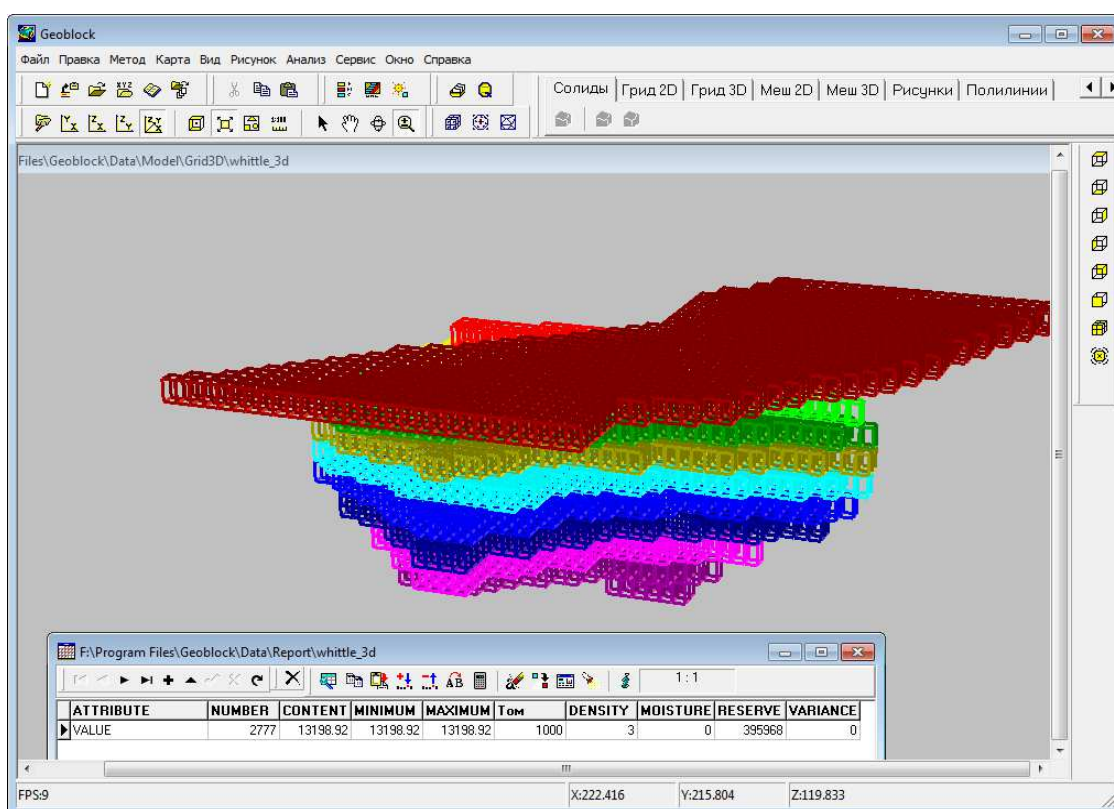 Geoblock
Файл Правка Метод Карта Вид Рисунок Анализ Сервис Окно Справка
Солиды Грид 2D Грид 3D Меш 2D Меш 3D Рисунки Полилинии
Files\Geoblock\Data\Model\Grid3D\whittle_3d
F:\Program Files\Geoblock\Data\Report\whittle_3d
1 : 1
ATTRIBUTE NUMBER CONTENT MINIMUM MAXIMUM Том DENSITY MOISTURE RESERVE VARIANCE
VALUE 2777 13198.92 13198.92 13198.92 1000 3 0 395968 0
FPS:9 X:222.416 Y:215.804 Z:119.833